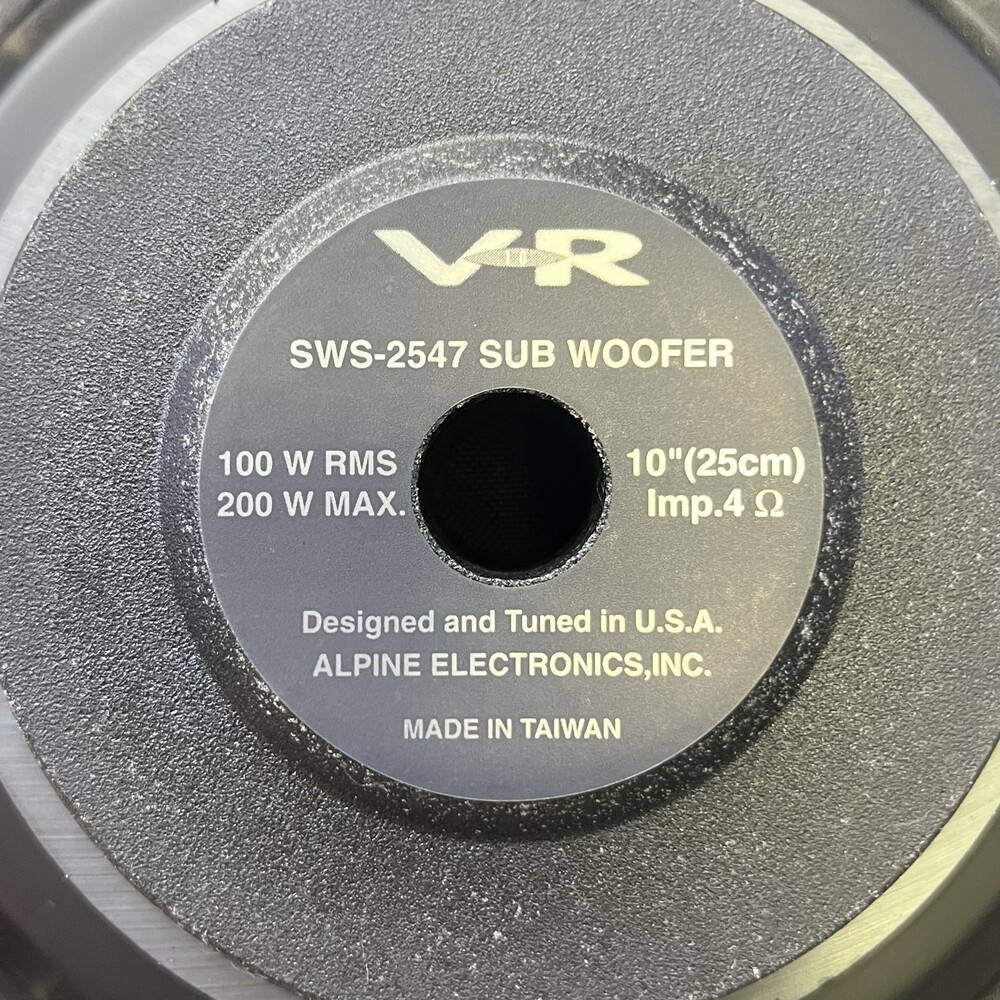 V10R
SWS-2547 SUB WOOFER
100 W RMS
200 W MAX.
10"(25cm)
Imp.4 Ω
Designed and Tuned in U.S.A.
ALPINE ELECTRONICS,INC.
MADE IN TAIWAN